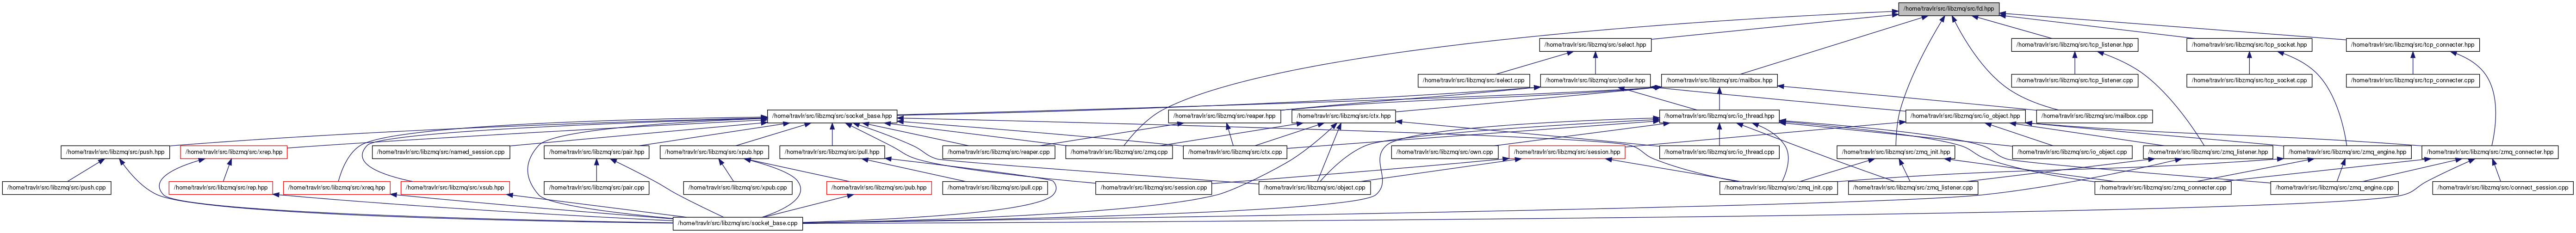 /home/travlr/src/libzmq/src/fd.hpp
/home/travlr/src/libzmq/src/select.hpp
/home/travlr/src/libzmq/src/tcp_listener.hpp
/home/travlr/src/libzmq/src/tcp_socket.hpp
/home/travlr/src/libzmq/src/tcp_connecter.hpp
/home/travlr/src/libzmq/src/select.cpp
/home/travlr/src/libzmq/src/poller.hpp
/home/travlr/src/libzmq/src/mailbox.hpp
/home/travlr/src/libzmq/src/tcp_listener.cpp
/home/travlr/src/libzmq/src/tcp_socket.cpp
/home/travlr/src/libzmq/src/tcp_connecter.cpp
/home/travlr/src/libzmq/src/socket_base.hpp
/home/travlr/src/libzmq/src/reaper.hpp
/home/travlr/src/libzmq/src/ctx.hpp
/home/travlr/src/libzmq/src/io_thread.hpp
/home/travlr/src/libzmq/src/io_object.hpp
/home/travlr/src/libzmq/src/mailbox.cpp
/home/travlr/src/libzmq/src/push.hpp
/home/travlr/src/libzmq/src/xrep.hpp
/home/travlr/src/libzmq/src/named_session.cpp
/home/travlr/src/libzmq/src/pair.hpp
/home/travlr/src/libzmq/src/xpub.hpp
/home/travlr/src/libzmq/src/pull.hpp
/home/travlr/src/libzmq/src/reaper.cpp
/home/travlr/src/libzmq/src/zmq.cpp
/home/travlr/src/libzmq/src/ctx.cpp
/home/travlr/src/libzmq/src/own.cpp
/home/travlr/src/libzmq/src/session.hpp
/home/travlr/src/libzmq/src/io_thread.cpp
/home/travlr/src/libzmq/src/zmq_init.hpp
/home/travlr/src/libzmq/src/io_object.cpp
/home/travlr/src/libzmq/src/zmq_listener.hpp
/home/travlr/src/libzmq/src/zmq_engine.hpp
/home/travlr/src/libzmq/src/zmq_connecter.hpp
/home/travlr/src/libzmq/src/push.cpp
/home/travlr/src/libzmq/src/rep.hpp
/home/travlr/src/libzmq/src/xreq.hpp
/home/travlr/src/libzmq/src/xsub.hpp
/home/travlr/src/libzmq/src/pair.cpp
/home/travlr/src/libzmq/src/xpub.cpp
/home/travlr/src/libzmq/src/pub.hpp
/home/travlr/src/libzmq/src/pull.cpp
/home/travlr/src/libzmq/src/session.cpp
/home/travlr/src/libzmq/src/object.cpp
/home/travlr/src/libzmq/src/zmq_init.cpp
/home/travlr/src/libzmq/src/zmq_listener.cpp
/home/travlr/src/libzmq/src/zmq_connecter.cpp
/home/travlr/src/libzmq/src/zmq_engine.cpp
/home/travlr/src/libzmq/src/connect_session.cpp
/home/travlr/src/libzmq/src/socket_base.cpp